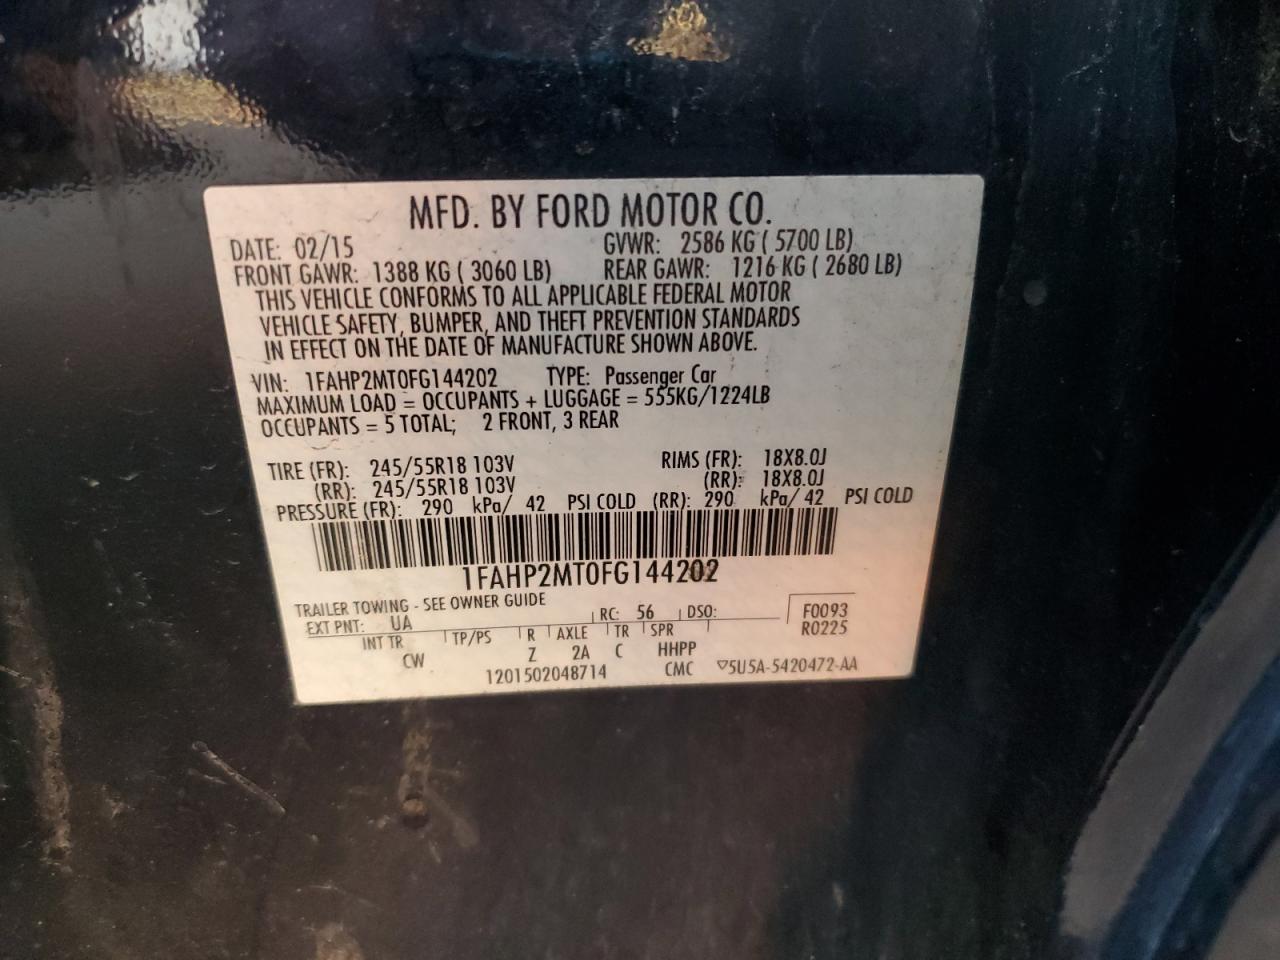 MFD. BY FORD MOTOR CO.
DATE: 02/15 GVWR: 2586 KG ( 5700 LB)
FRONT GAWR: 1388 KG ( 3060 LB) REAR GAWR: 1216 KG ( 2680 LB)
THIS VEHICLE CONFORMS TO ALL APPLICABLE FEDERAL MOTOR
VEHICLE SAFETY, BUMPER, AND THEFT PREVENTION STANDARDS
IN EFFECT ON THE DATE OF MANUFACTURE SHOWN ABOVE.
VIN: 1FAHP2MT0FG144202 TYPE: Passenger Car
MAXIMUM LOAD = OCCUPANTS + LUGGAGE = 555KG/1224LB
OCCUPANTS = 5 TOTAL; 2 FRONT, 3 REAR
TIRE (FR): 245/55R18 103V RIMS (FR): 18X8.0J
(RR): 245/55R18 103V (RR): 18X8.0J
PRESSURE (FR): 290 kPa/ 42 PSI COLD (RR): 290 kPa/ 42 PSI COLD
1FAHP2MT0FG144202
TRAILER TOWING - SEE OWNER GUIDE
EXT PNT: UA RC: 56 DSO: F0093
R0225
INT TR TP/PS R AXLE TR SPR
CW Z 2A C HHPP
1201502048714 CMC ▽5U5A-5420472-AA